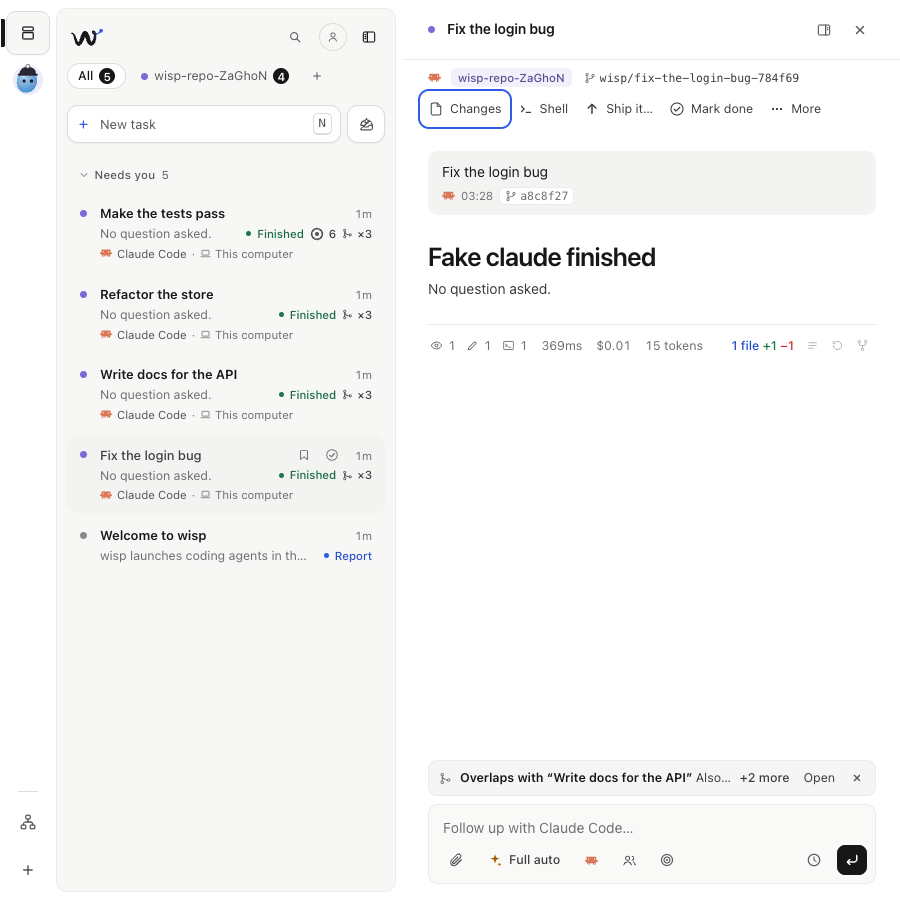 All 5
wisp-repo-ZaGhoN 4
New task N
Needs you 5
Make the tests pass 1m
No question asked. Finished 6 ×3
Claude Code · This computer
Refactor the store 1m
No question asked. Finished ×3
Claude Code · This computer
Write docs for the API 1m
No question asked. Finished ×3
Claude Code · This computer
Fix the login bug 1m
No question asked. Finished ×3
Claude Code · This computer
Welcome to wisp 1m
wisp launches coding agents in th... Report
Fix the login bug
wisp-repo-ZaGhoN wisp/fix-the-login-bug-784f69
Changes Shell Ship it... Mark done More
Fix the login bug
03:28 a8c8f27
Fake claude finished
No question asked.
1 1 1 369ms $0.01 15 tokens 1 file +1 −1
Overlaps with “Write docs for the API” Also... +2 more Open
Follow up with Claude Code...
Full auto